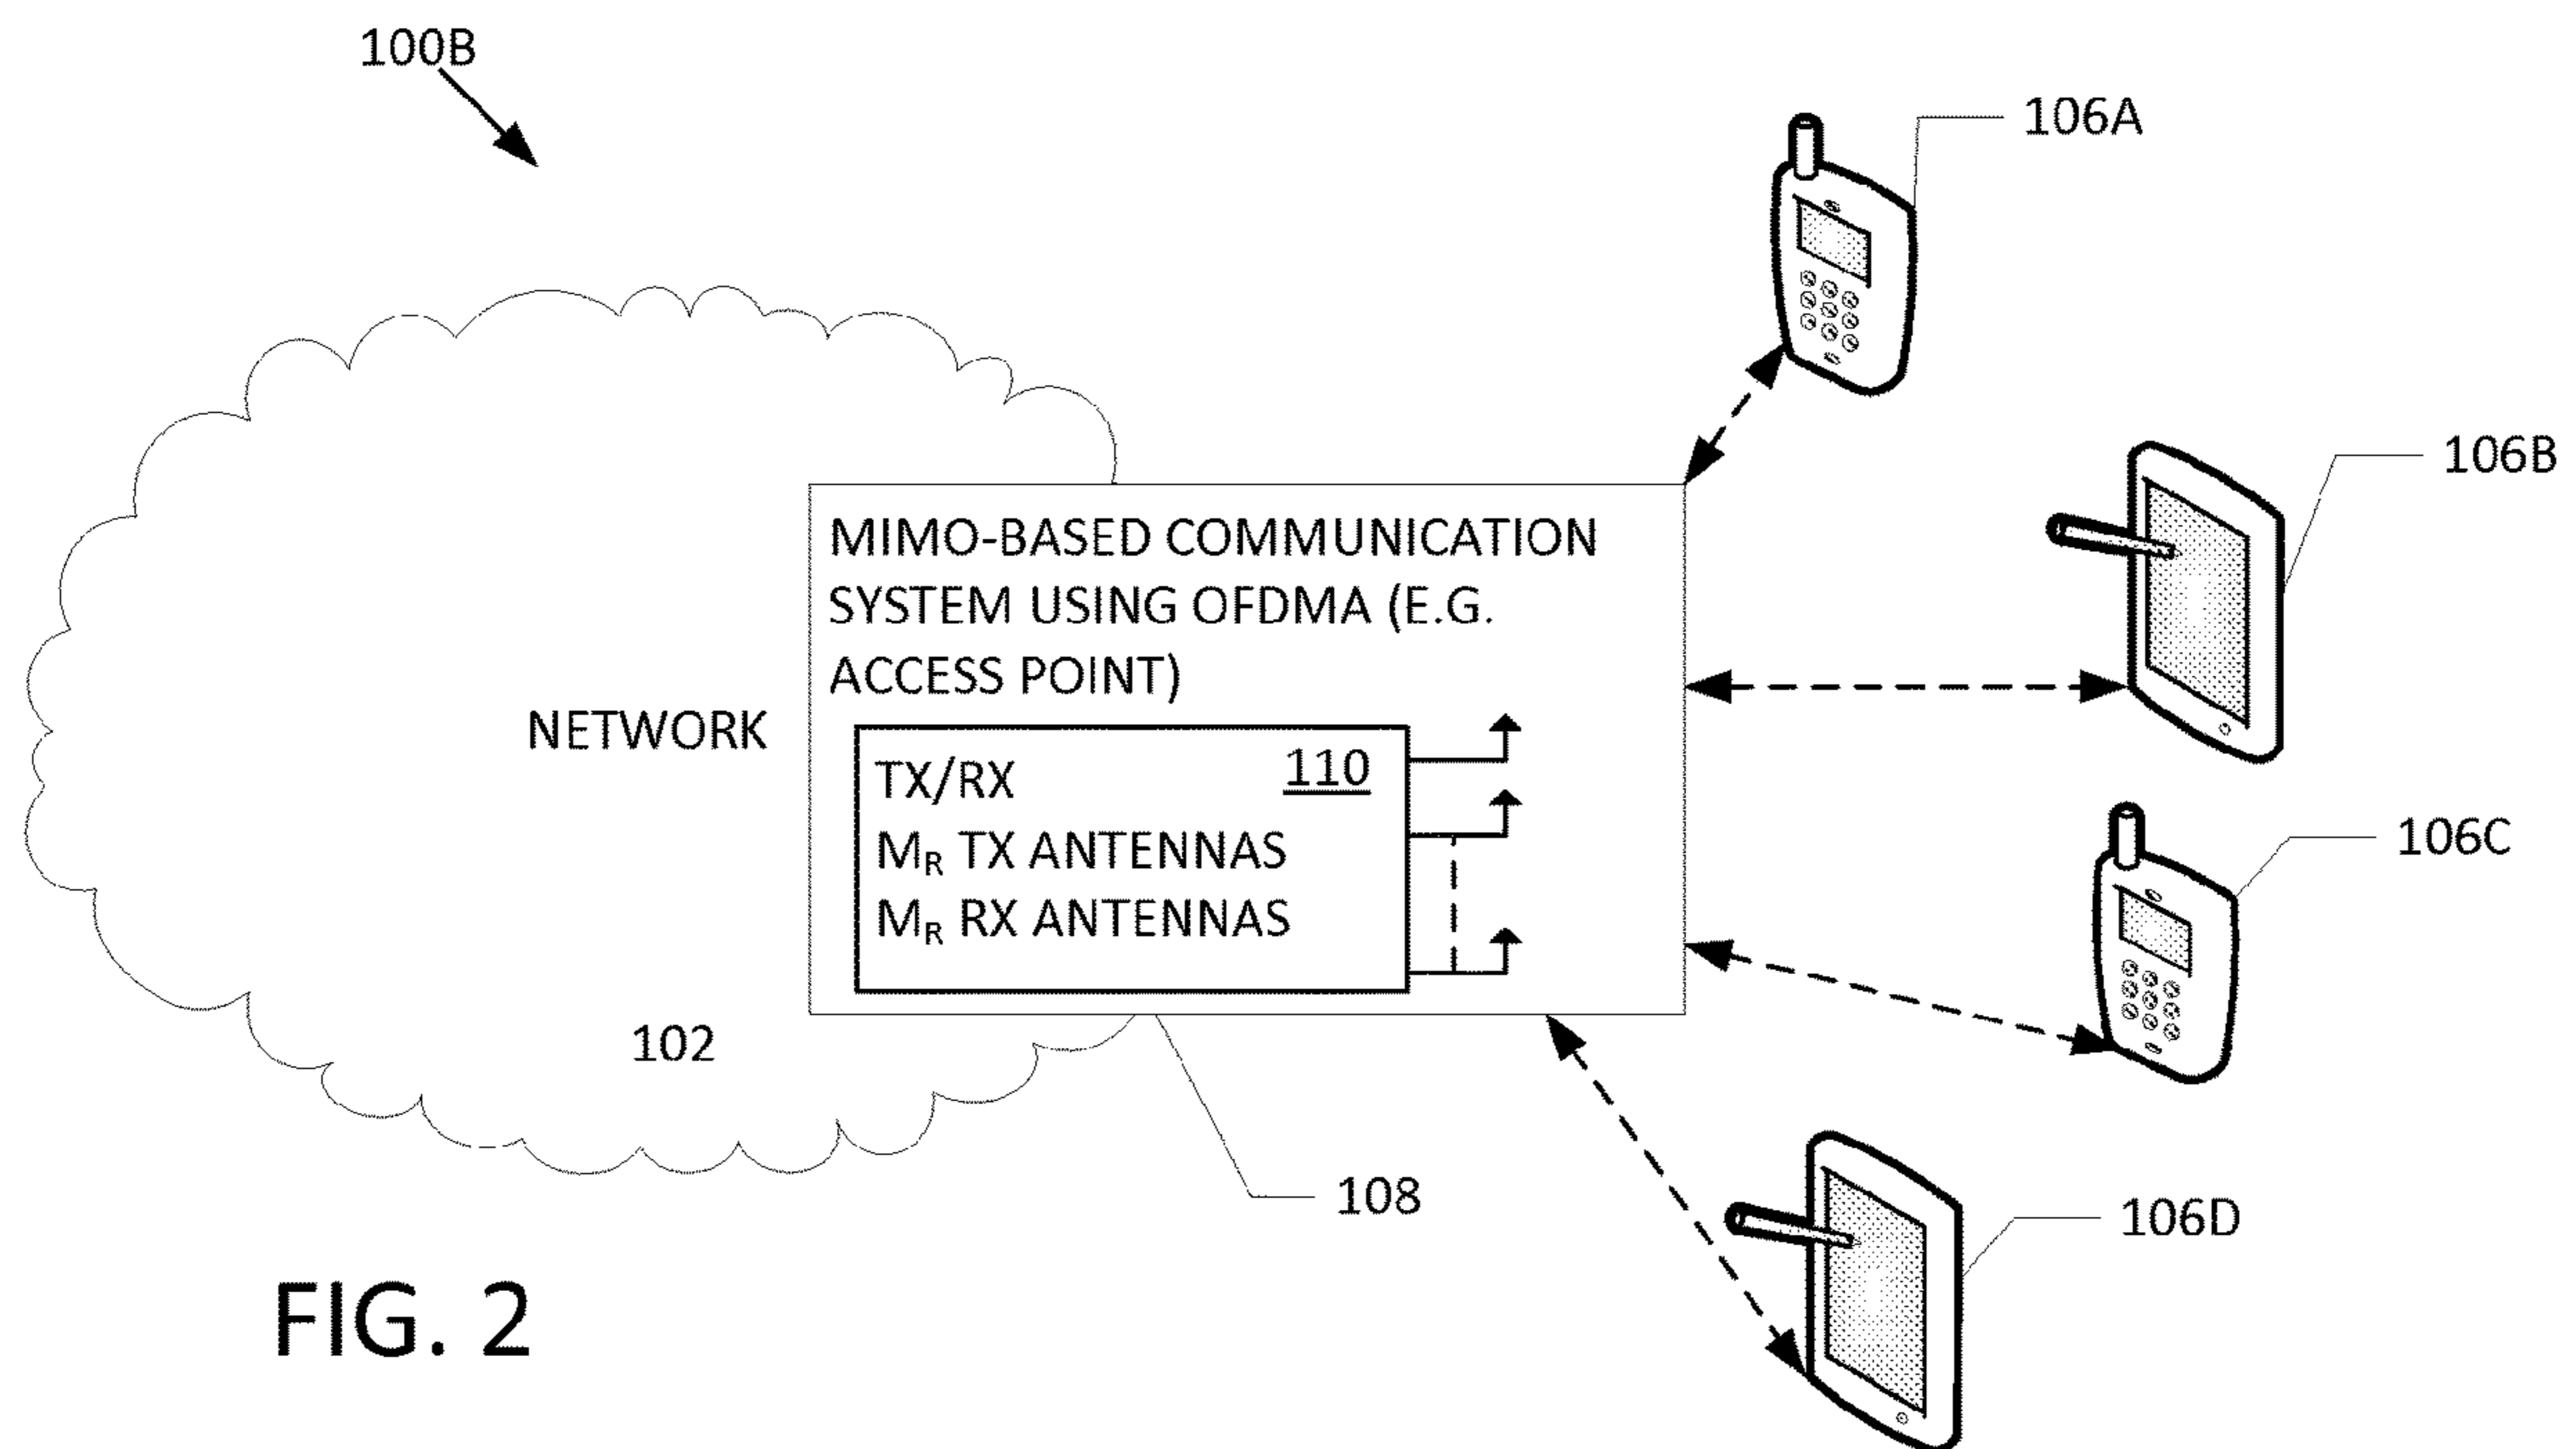 100B
106A
106B
MIMO-BASED COMMUNICATION
SYSTEM USING OFDMA (E.G.
ACCESS POINT)
NETWORK
TX/RX 110
MR TX ANTENNAS
MR RX ANTENNAS
106C
102
108
106D
FIG. 2